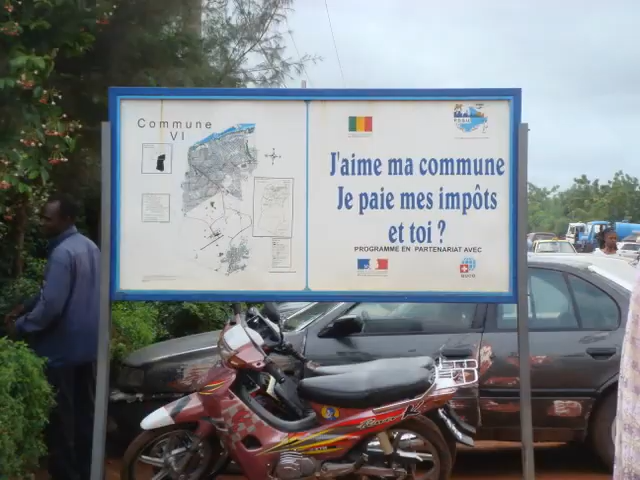 Commune
VI
J'aime ma commune
Je paie mes impôts
et toi ?
PROGRAMME EN PARTENARIAT AVEC